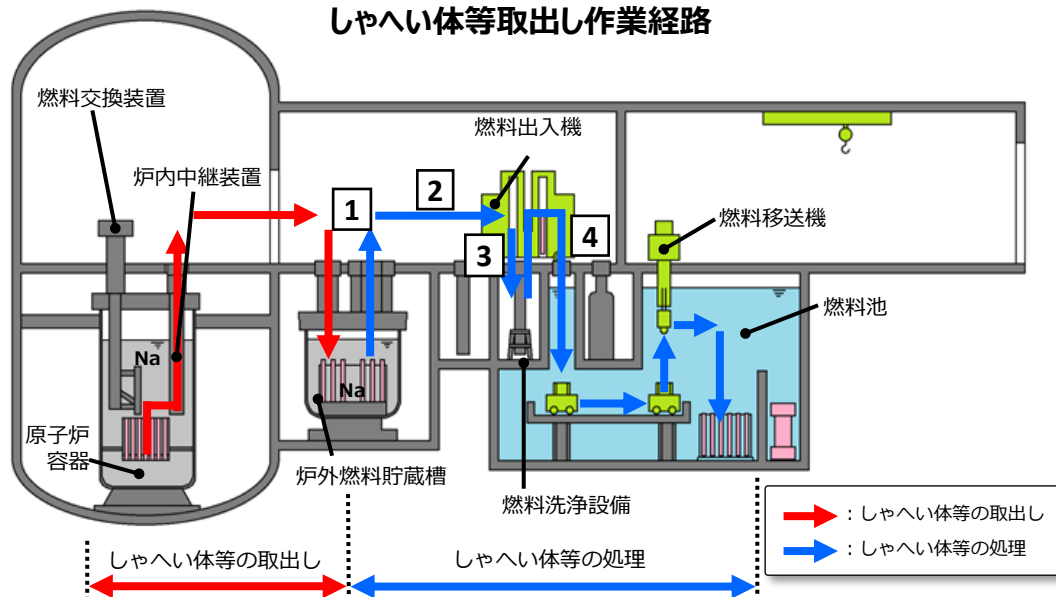 しゃへい体等取出し作業経路
燃料交換装置
炉内中継装置
燃料出入機
燃料移送機
燃料池
1
2
3
4
Na
Na
原子炉
容器
炉外燃料貯蔵槽
燃料洗浄設備
：しゃへい体等の取出し
：しゃへい体等の処理
しゃへい体等の取出し
しゃへい体等の処理